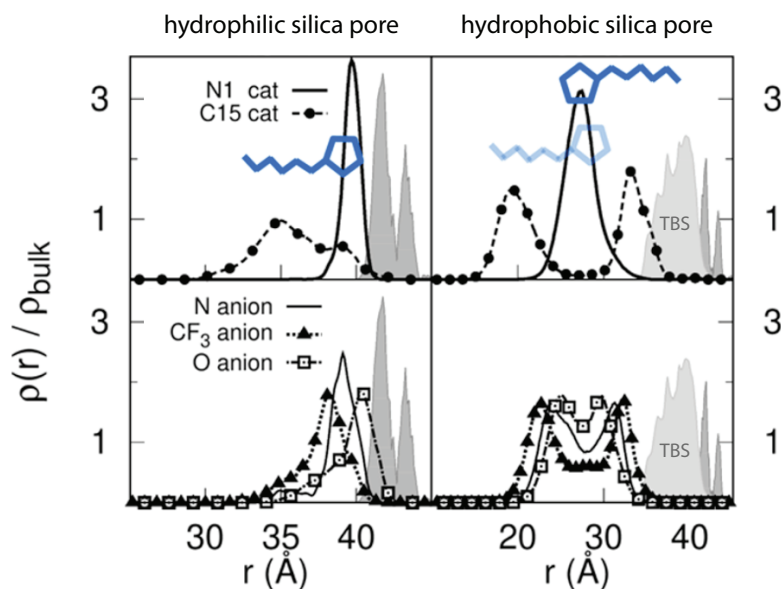 hydrophilic silica pore hydrophobic silica pore
3 N1 cat 3
C15 cat
1 TBS 1
ρ(r) / ρbulk
3 N anion 3
CF3 anion
O anion
1 TBS 1
30 35 40 20 30 40
r (Å) r (Å)